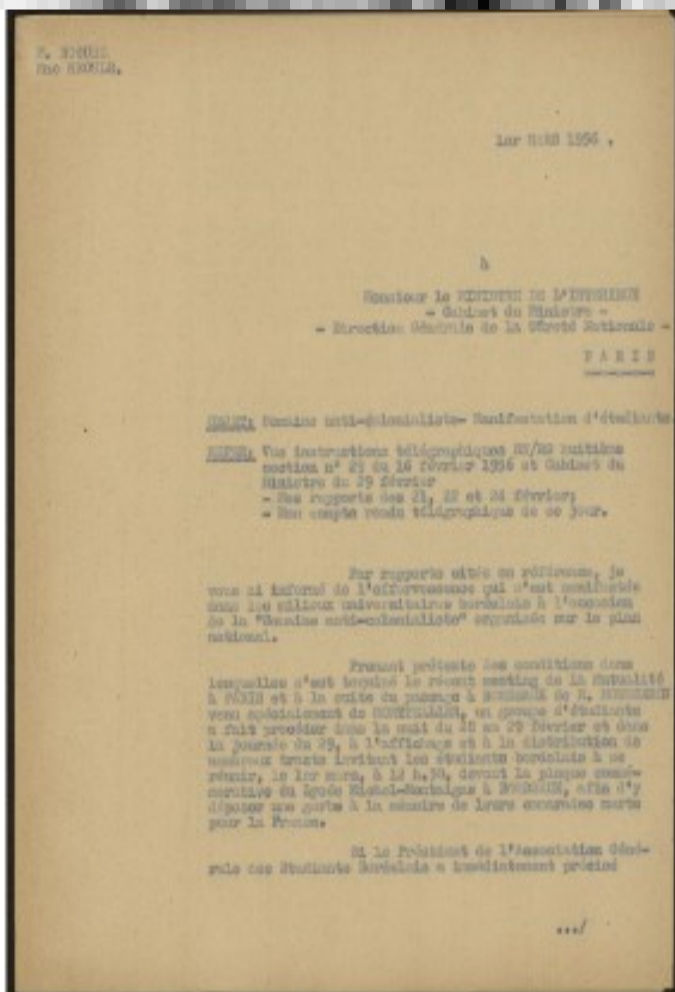 1er MARS 1956 .
à
Monsieur le MINISTRE DE L'INTERIEUR
- Cabinet du Ministre -
- Direction Générale de la Sûreté Nationale -
P A R I S
OBJET: Semaine anti-colonialiste- Manifestation d'étudiants.
REFER: Vos instructions télégraphiques huitième
section n° 23 du 16 février 1956 et Cabinet du
Ministre du 29 février
- Mes rapports des 21, 22 et 24 février;
- Mon compte rendu télégraphique de ce jour.
Par rapports cités en référence, je
vous ai informé de l'effervescence qui s'est manifestée
dans les milieux universitaires bordelais à l'occasion
de la "Semaine anti-colonialiste" organisée sur le plan
national.
Prenant prétexte des conditions dans
lesquelles s'est terminé le récent meeting de la Mutualité
à PARIS et à la suite du passage à BORDEAUX de M.
venu spécialement de MONTPELLIER, un groupe d'étudiants
a fait procéder dans la nuit du 28 au 29 février et dans
la journée du 29, à l'affichage et à la distribution de
nombreux tracts invitant les étudiants bordelais à se
réunir, le 1er mars, à 12 h.30, devant la plaque commé-
morative du Lycée Michel-Montaigne à BORDEAUX, afin d'y
déposer une gerbe à la mémoire de leurs camarades morts
pour la France.
Si le Président de l'Association Géné-
rale des Etudiants Bordelais a immédiatement précisé
.../